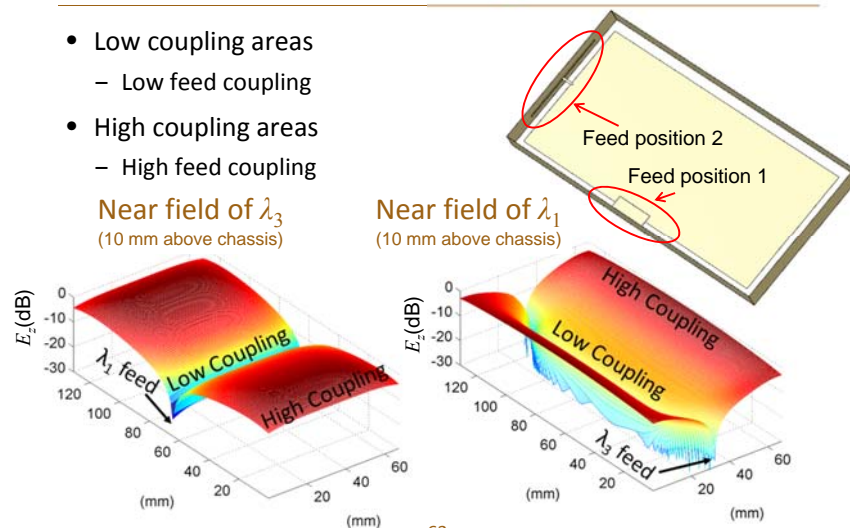 • Low coupling areas
– Low feed coupling
• High coupling areas
– High feed coupling
Feed position 2
Feed position 1
Near field of λ3
(10 mm above chassis)
Near field of λ1
(10 mm above chassis)
Ez(dB)
0
-10
-20
-30
λ1 feed
Low Coupling
High Coupling
120
100
80
60
40
20
(mm)
20
40
60
(mm)
Ez(dB)
0
-10
-20
-30
High Coupling
Low Coupling
λ3 feed
120
100
80
60
40
20
(mm)
20
40
60
(mm)